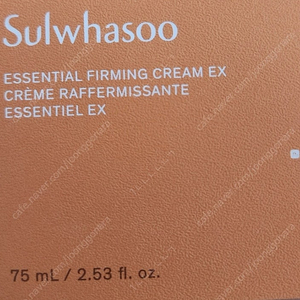 Sulwhasoo
ESSENTIAL FIRMING CREAM EX
CRÈME RAFFERMISSANTE
ESSENTIEL EX
75 mL / 2.53 fl. oz.